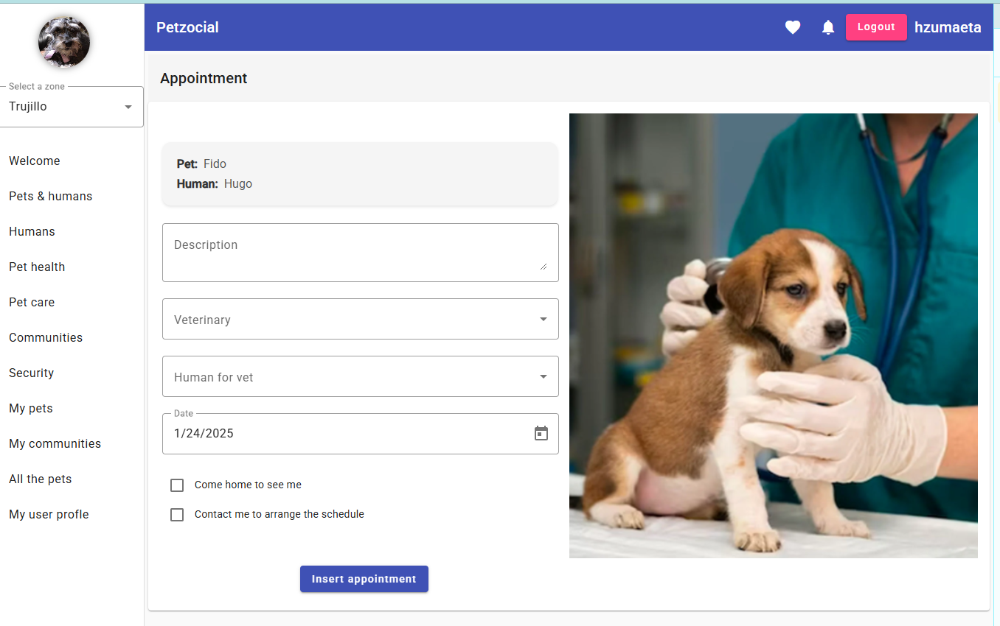 Petzocial
Logout
hzumaeta
Select a zone
Trujillo
Welcome
Pets & humans
Humans
Pet health
Pet care
Communities
Security
My pets
My communities
All the pets
My user profle
Appointment
Pet: Fido
Human: Hugo
Description
Veterinary
Human for vet
Date
1/24/2025
Come home to see me
Contact me to arrange the schedule
Insert appointment